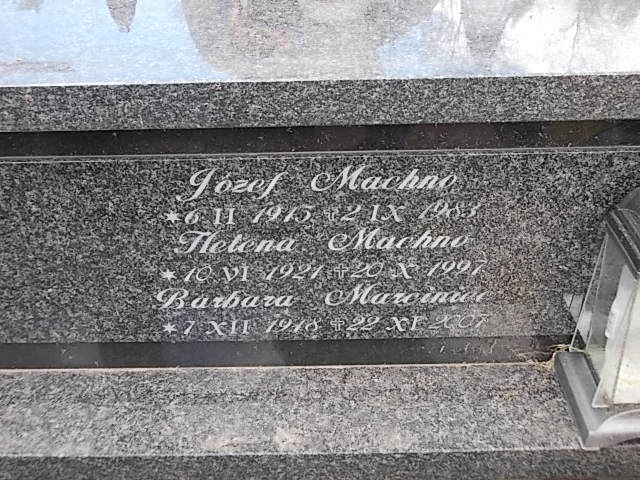 Józef Machno
* 6 II 1915 ✝ 2 IX 1983
Helena Machno
* 10 VI 1921 ✝ 20 X 1997
Barbara Marciniec
* 7 XII 1948 ✝ 22 XI 2007